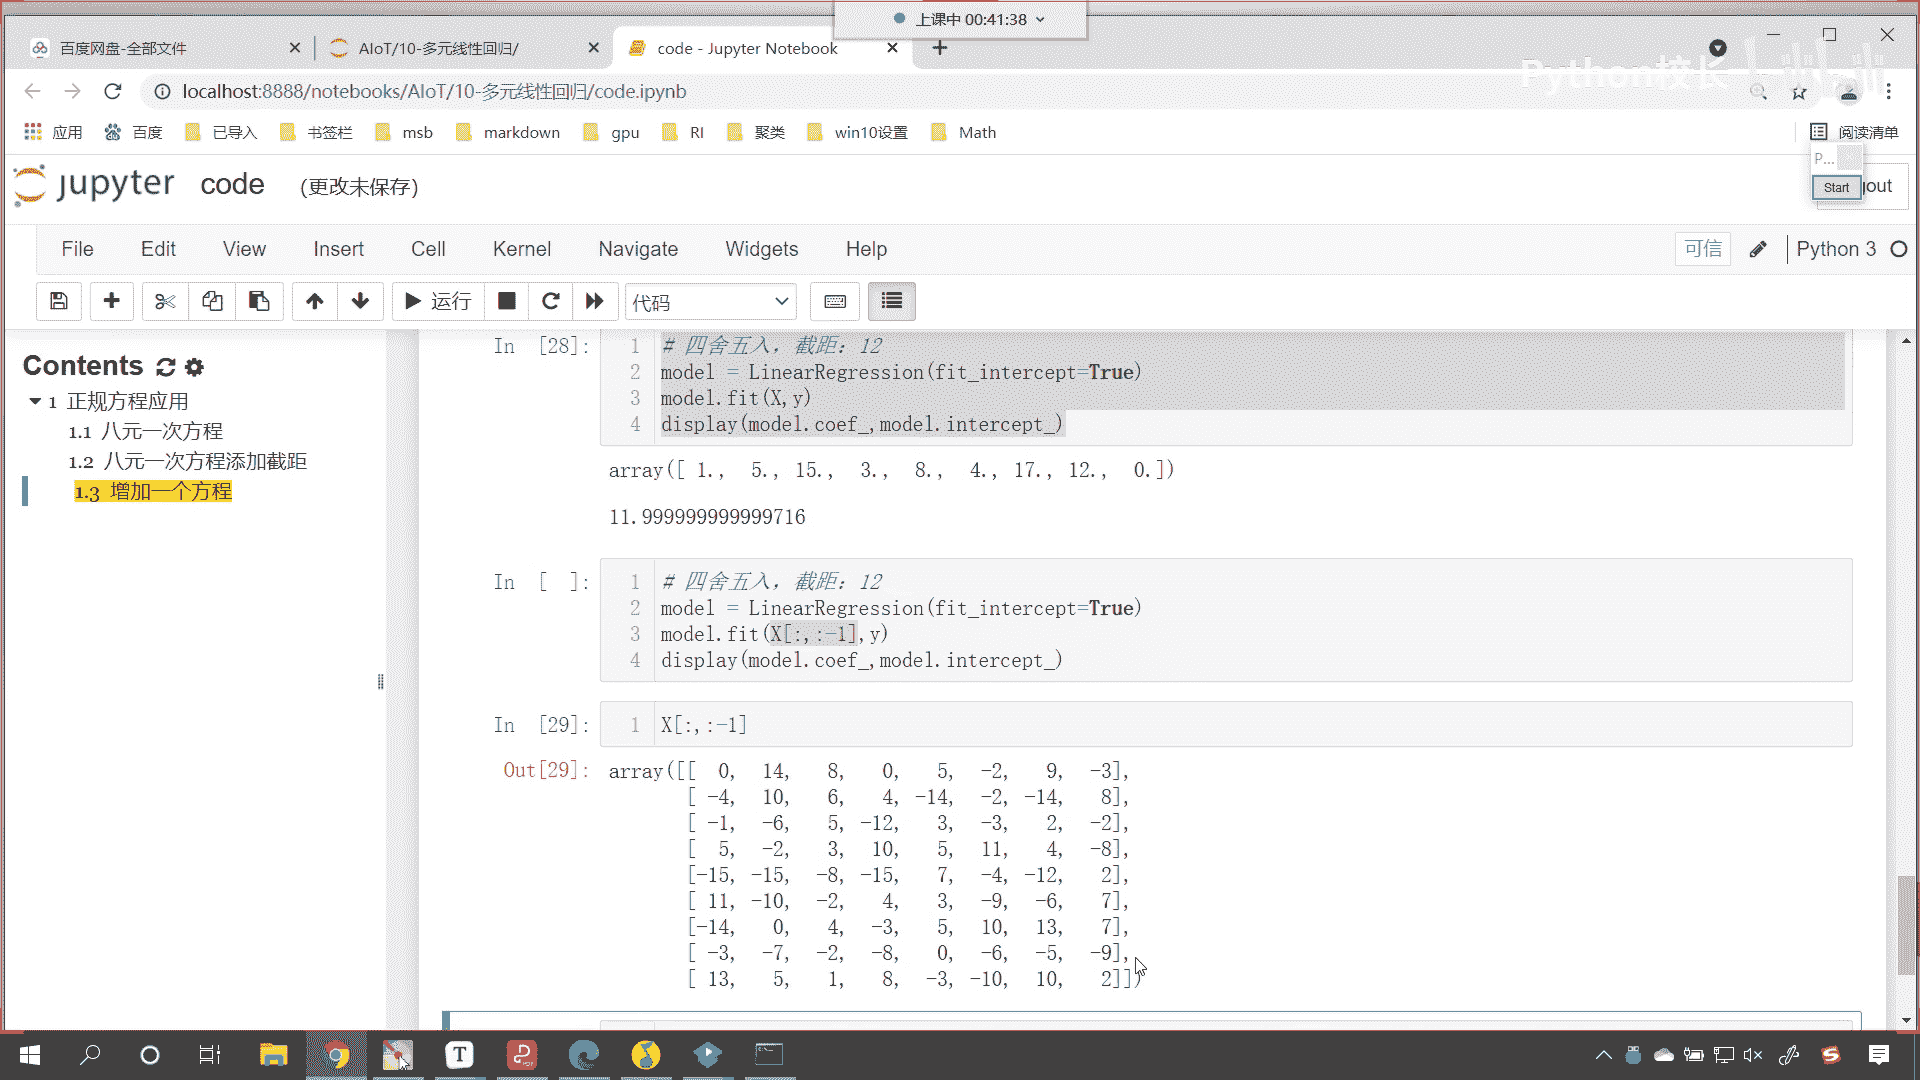 上课中 00:41:38
百度网盘-全部文件
AIoT/10-多元线性回归/
code - Jupyter Notebook
Python校长
localhost:8888/notebooks/AIoT/10-多元线性回归/code.ipynb
应用 百度 已导入 书签栏 msb markdown gpu RI 聚类 win10设置 Math 阅读清单
P...
Start
jupyter code (更改未保存)
File Edit View Insert Cell Kernel Navigate Widgets Help 可信 Python 3
运行 代码
Contents
1 正规方程应用
1.1 八元一次方程
1.2 八元一次方程添加截距
1.3 增加一个方程
In [28]:
1 # 四舍五入，截距：12
2 model = LinearRegression(fit_intercept=True)
3 model.fit(X,y)
4 display(model.coef_,model.intercept_)
array([ 1., 5., 15., 3., 8., 4., 17., 12., 0.])
11.999999999999716
In [ ]:
1 # 四舍五入，截距：12
2 model = LinearRegression(fit_intercept=True)
3 model.fit(X[:,:-1],y)
4 display(model.coef_,model.intercept_)
In [29]: 1 X[:,:-1]
Out[29]: array([[ 0, 14, 8, 0, 5, -2, 9, -3],
[ -4, 10, 6, 4, -14, -2, -14, 8],
[ -1, -6, 5, -12, 3, -3, 2, -2],
[ 5, -2, 3, 10, 5, 11, 4, -8],
[-15, -15, -8, -15, 7, -4, -12, 2],
[ 11, -10, -2, 4, 3, -9, -6, 7],
[-14, 0, 4, -3, 5, 10, 13, 7],
[ -3, -7, -2, -8, 0, -6, -5, -9],
[ 13, 5, 1, 8, -3, -10, 10, 2]])